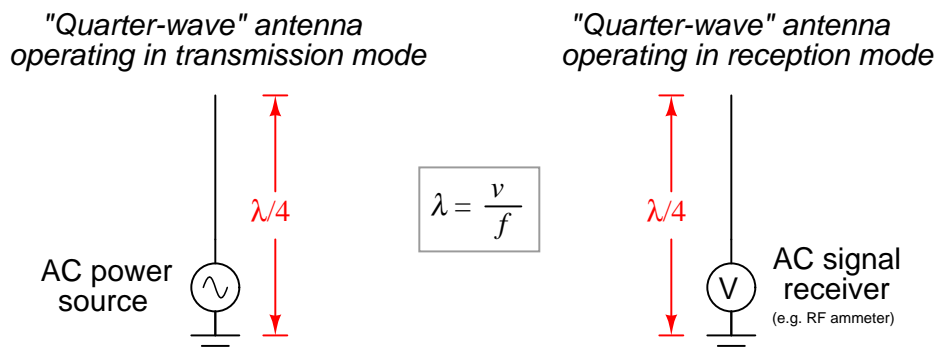 "Quarter-wave" antenna
operating in transmission mode
"Quarter-wave" antenna
operating in reception mode
λ/4
λ = v/f
λ/4
AC power
source
V
AC signal
receiver
(e.g. RF ammeter)